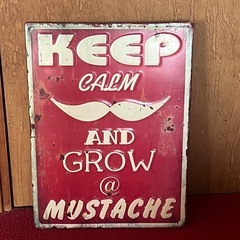 KEEP
CALM
AND
GROW
@
MUSTACHE